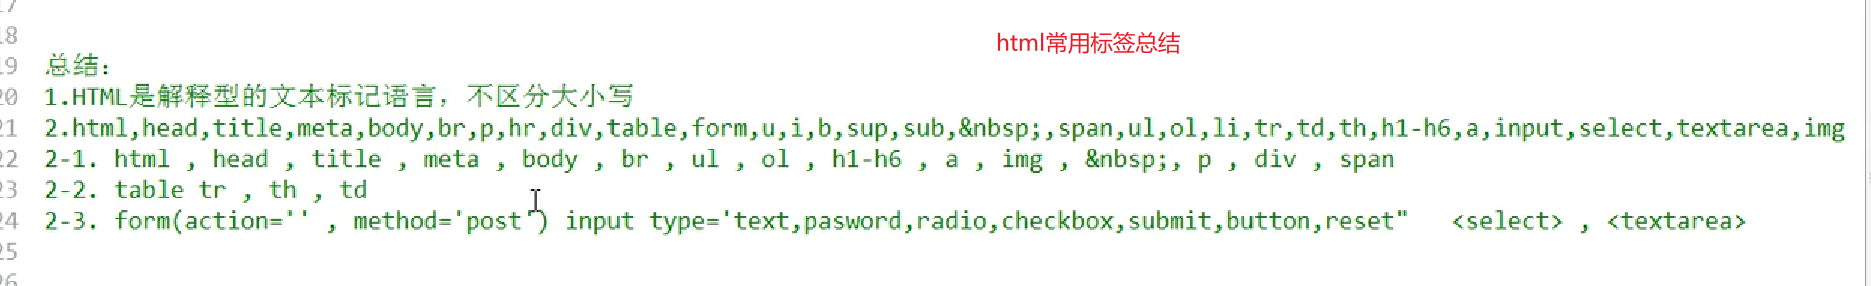 17
18
html常用标签总结
19 总结:
20 1.HTML是解释型的文本标记语言，不区分大小写
21 2.html,head,title,meta,body,br,p,hr,div,table,form,u,i,b,sup,sub,&nbsp;,span,ul,ol,li,tr,td,th,h1-h6,a,input,select,textarea,img
22 2-1. html , head , title , meta , body , br , ul , ol , h1-h6 , a , img , &nbsp;, p , div , span
23 2-2. table tr , th , td
24 2-3. form(action='' , method='post') input type='text,pasword,radio,checkbox,submit,button,reset" <select> , <textarea>
25
26